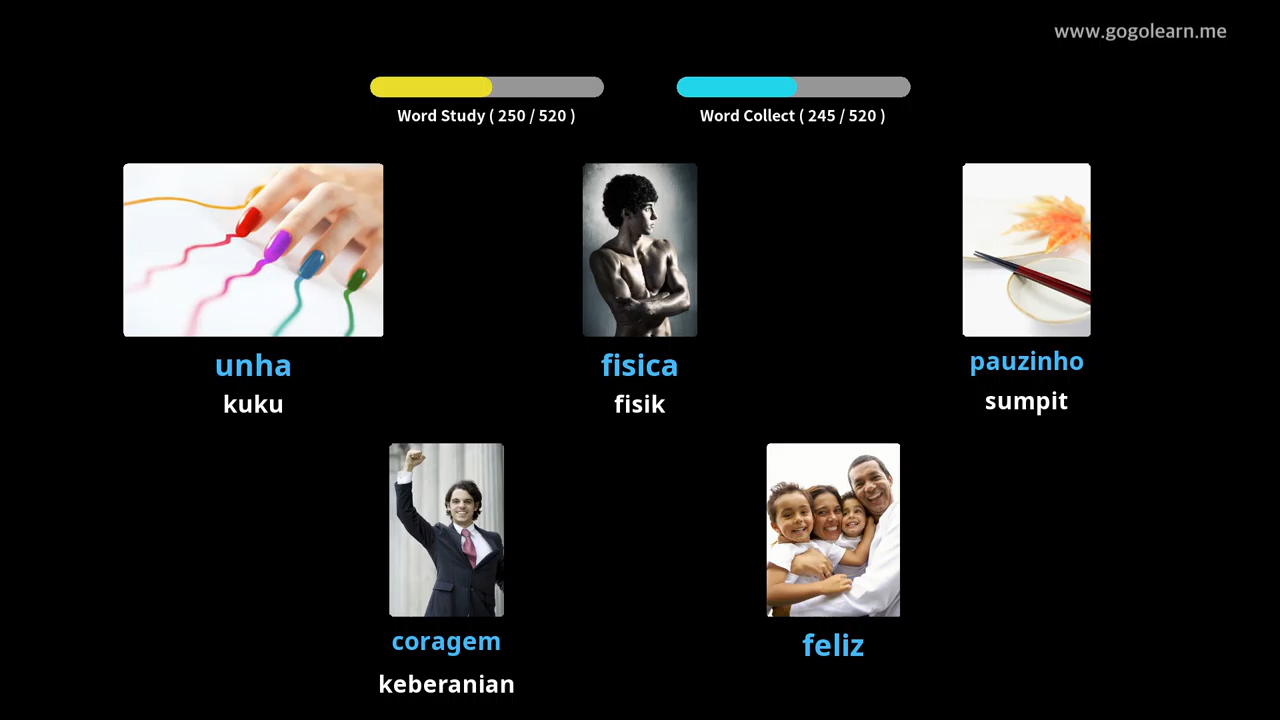 www.gogolearn.me
Word Study ( 250 / 520 )
Word Collect ( 245 / 520 )
unha
kuku
fisica
fisik
pauzinho
sumpit
coragem
keberanian
feliz